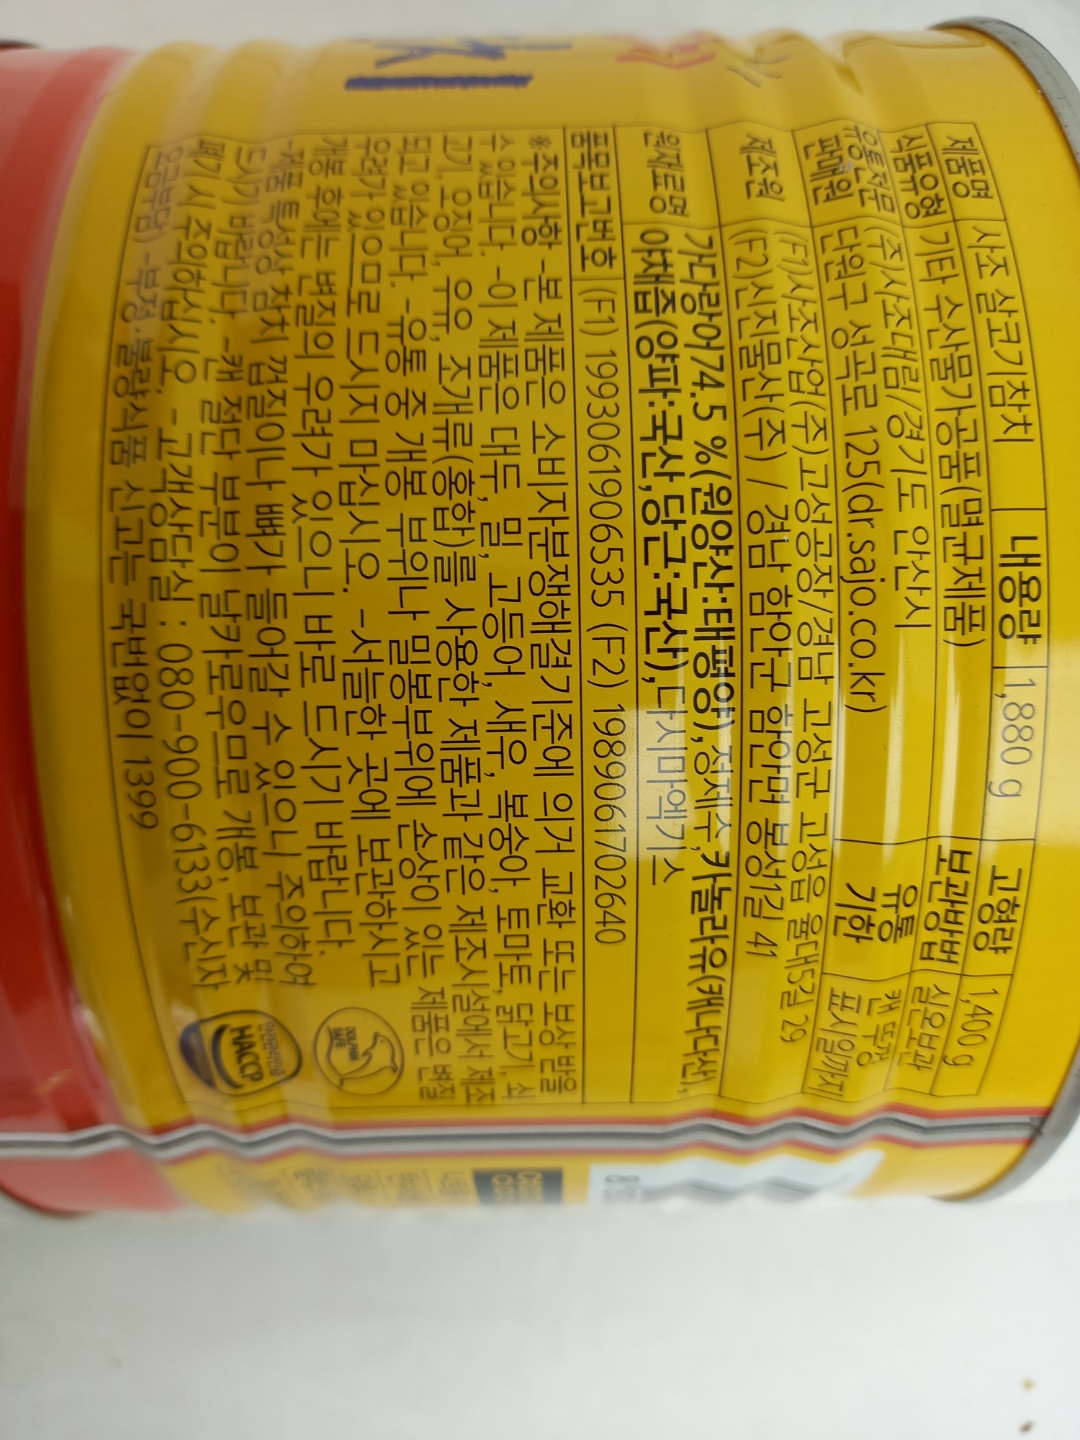 제품명 사조 살코기참치 내용량 1,880 g 고형량 1,400 g
식품유형 기타 수산물가공품(멸균제품) 보관방법 실온보관
유통전문판매원 (주)사조대림/경기도 안산시
단원구 성곡로 125(dr.sajo.co.kr) 유통기한 캔 뚜껑 표시일까지
제조원 (F1)사조산업(주)고성공장/경남 고성군 고성읍 율대5길 29
(F2)신진물산(주) / 경남 함안군 함안면 봉성1길 41
원재료명 가다랑어74.5 %(원양산:태평양),정제수,카놀라유(캐나다산),
야채즙(양파:국산,당근:국산),다시마엑기스
품목보고번호 (F1) 1993061906535 (F2) 19890617026​40
※주의사항 -본 제품은 소비자분쟁해결기준에 의거 교환 또는 보상 받을
수 있습니다. -이 제품은 대두, 밀, 고등어, 새우, 복숭아, 토마토, 닭고기, 쇠
고기, 오징어, 우유, 조개류(홍합)를 사용한 제품과 같은 제조시설에서 제조
되고 있습니다. -유통 중 개봉 부위나 밀봉부위에 손상이 있는 제품은 변질
우려가 있으므로 드시지 마십시오. -서늘한 곳에 보관하시고
개봉 후에는 변질의 우려가 있으니 바로 드시기 바랍니다.
-제품 특성상 참치 껍질이나 뼈가 들어갈 수 있으니 주의하여
드시기 바랍니다. -캔 절단 부분이 날카로우므로 개봉, 보관 및
폐기 시 주의하십시오. - 고객상담실 : 080-900-6133(수신자
요금부담) -부정·불량식품 신고는 국번없이 1399
DOLPHIN SAFE
HACCP